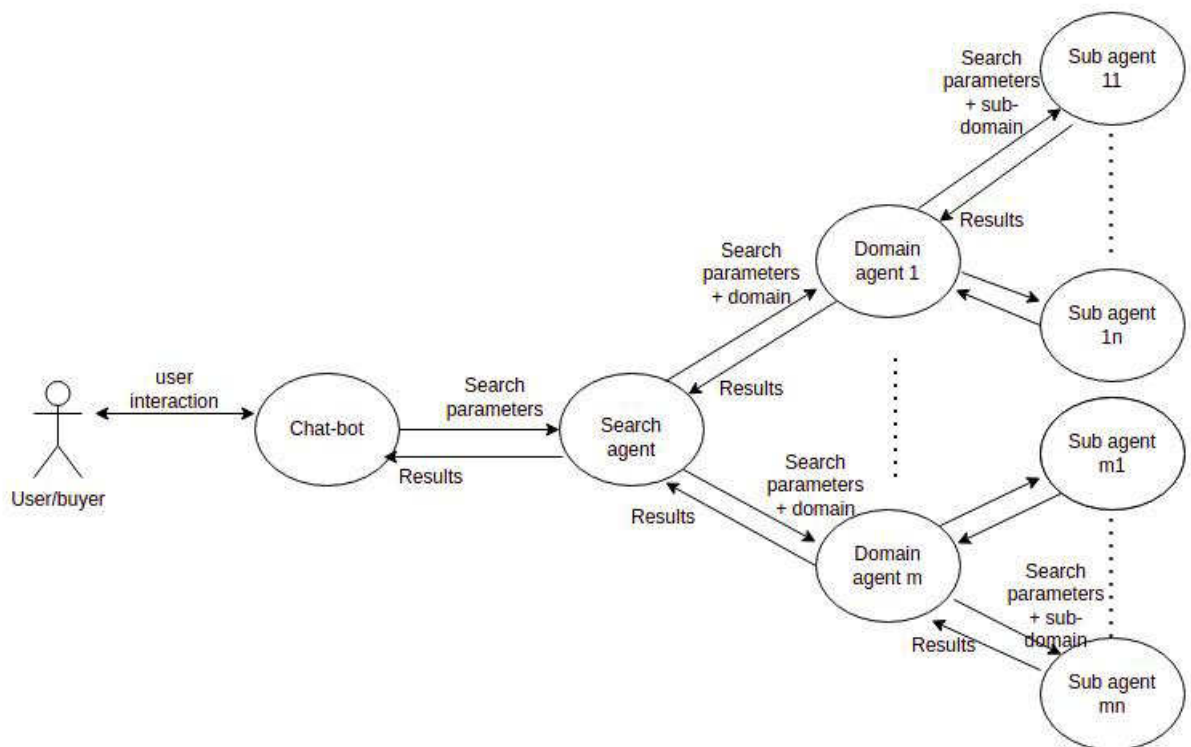 Sub agent
11
Search
parameters
+ sub-
domain
Results
Domain
agent 1
Search
parameters
+ domain
Sub agent
1n
Results
user
interaction
Search
parameters
Chat-bot
Search
agent
Results
User/buyer
Sub agent
m1
Search
parameters
+ domain
Results
Domain
agent m
Search
parameters
+ sub-
domain
Results
Sub agent
mn